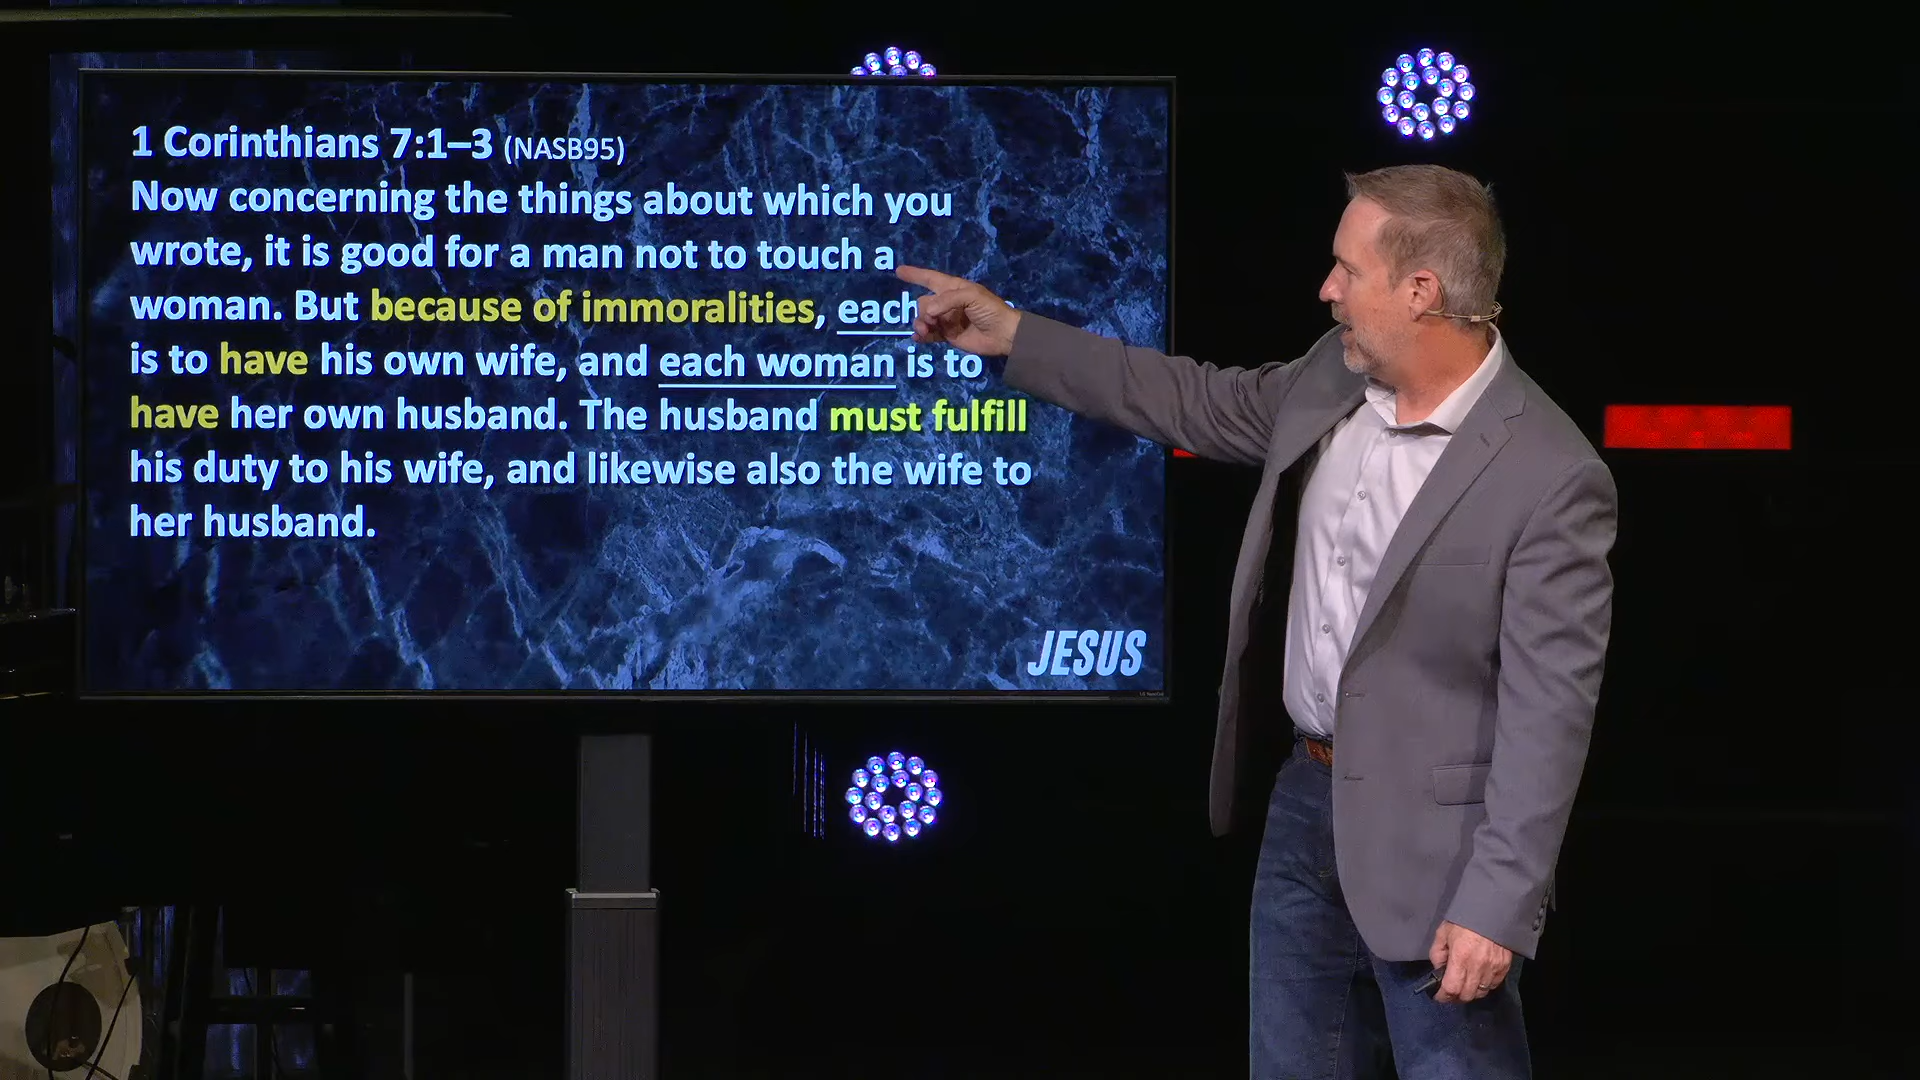 1 Corinthians 7:1–3 (NASB95)
Now concerning the things about which you
wrote, it is good for a man not to touch a
woman. But because of immoralities, each
is to have his own wife, and each woman is to
have her own husband. The husband must fulfill
his duty to his wife, and likewise also the wife to
her husband.
JESUS